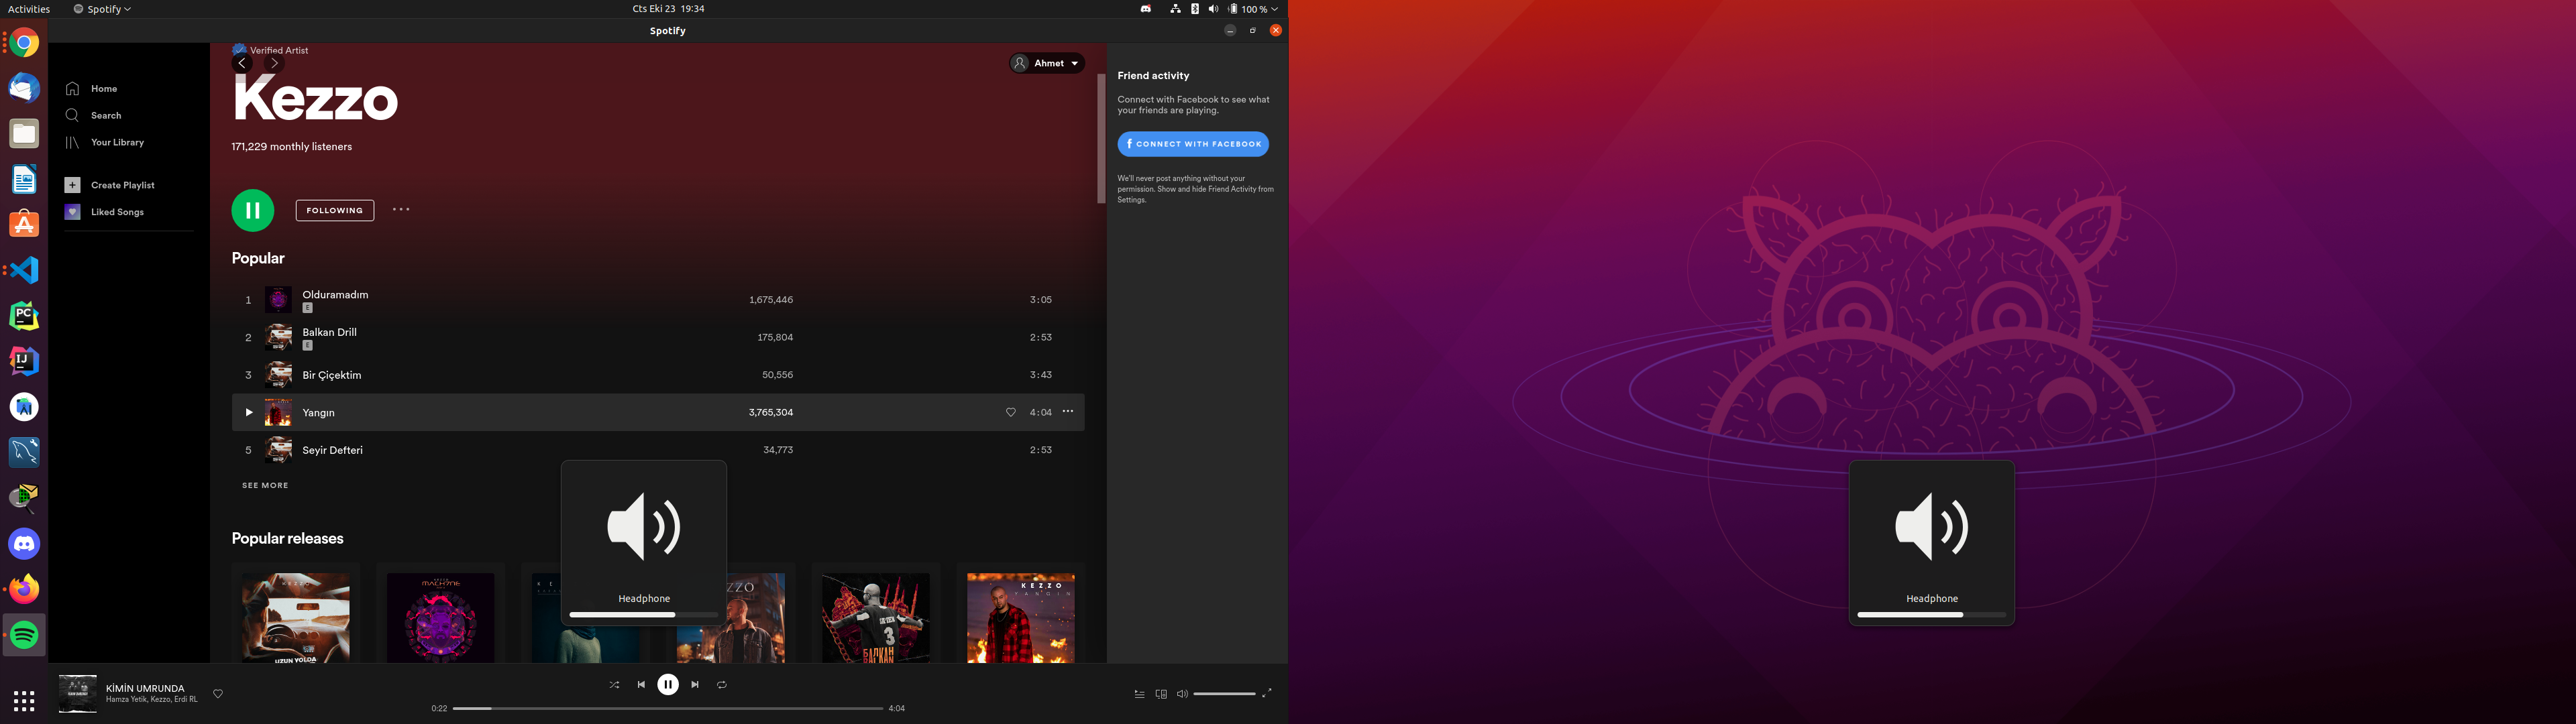 Activities
Spotify
Cts Eki 23 19:34
100 %
Spotify
Home
Search
Your Library
Create Playlist
Liked Songs
Verified Artist
Ahmet
Kezzo
171,229 monthly listeners
FOLLOWING
Popular
1 Olduramadım 1,675,446 3:05
E
2 Balkan Drill 175,804 2:53
E
3 Bir Çiçektim 50,556 3:43
Yangın 3,765,304 4:04
5 Seyir Defteri 34,773 2:53
SEE MORE
Popular releases
Friend activity
Connect with Facebook to see what
your friends are playing.
f CONNECT WITH FACEBOOK
We'll never post anything without your
permission. Show and hide Friend Activity from
Settings.
PC
IJ
KEZZO
UZUN YOLDA
MACHZNE
KEZZO
3
БАЛКАН
KEZZO
YANGIN
Headphone
Headphone
KİMİN UMRUNDA
Hamza Yetik, Kezzo, Erdi RL
0:22
4:04